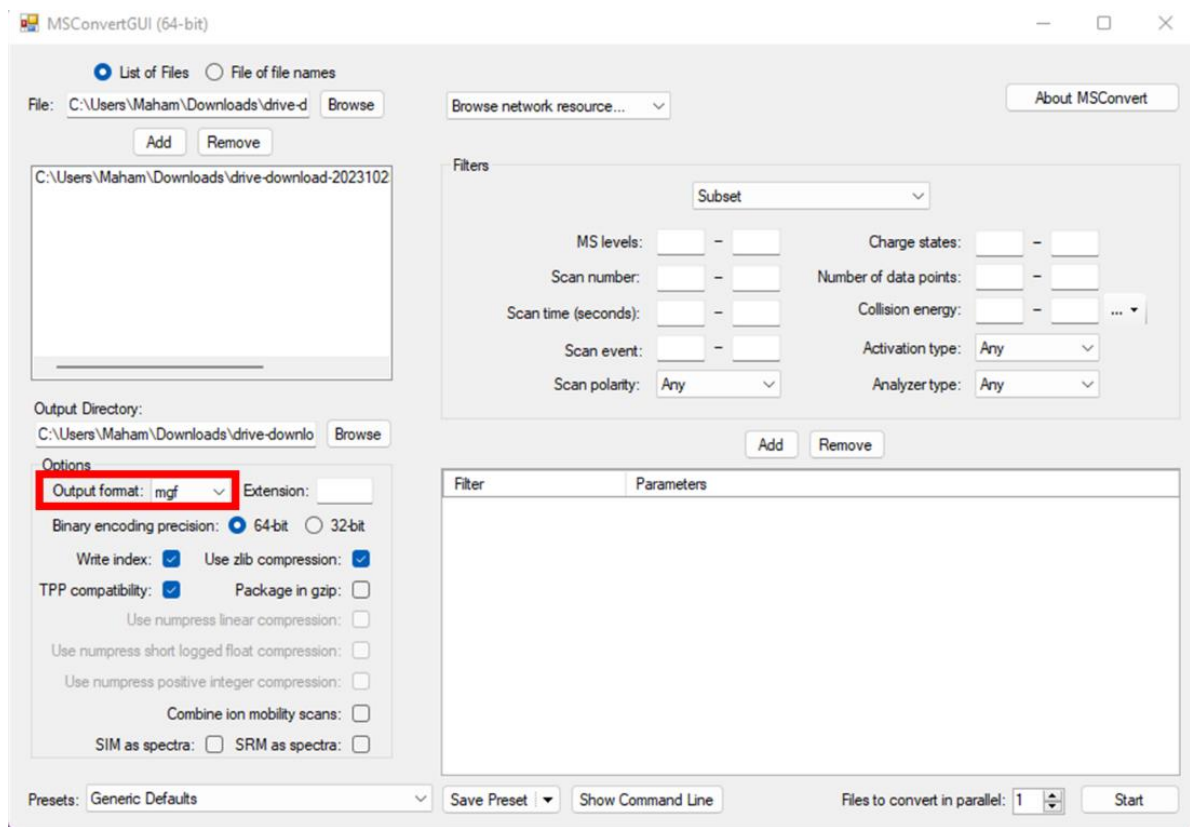 MSConvertGUI (64-bit)
List of Files File of file names
File: C:\Users\Maham\Downloads\drive-d Browse
Add Remove
C:\Users\Maham\Downloads\drive-download-2023102
Output Directory:
C:\Users\Maham\Downloads\drive-downlo Browse
Options
Output format: mgf Extension:
Binary encoding precision: 64-bit 32-bit
Write index: Use zlib compression:
TPP compatibility: Package in gzip:
Use numpress linear compression:
Use numpress short logged float compression:
Use numpress positive integer compression:
Combine ion mobility scans:
SIM as spectra: SRM as spectra:
Browse network resource... About MSConvert
Filters
Subset
MS levels: – Charge states: –
Scan number: – Number of data points: –
Scan time (seconds): – Collision energy: – ...
Scan event: – Activation type: Any
Scan polarity: Any Analyzer type: Any
Add Remove
Filter Parameters
Presets: Generic Defaults Save Preset Show Command Line Files to convert in parallel: 1 Start